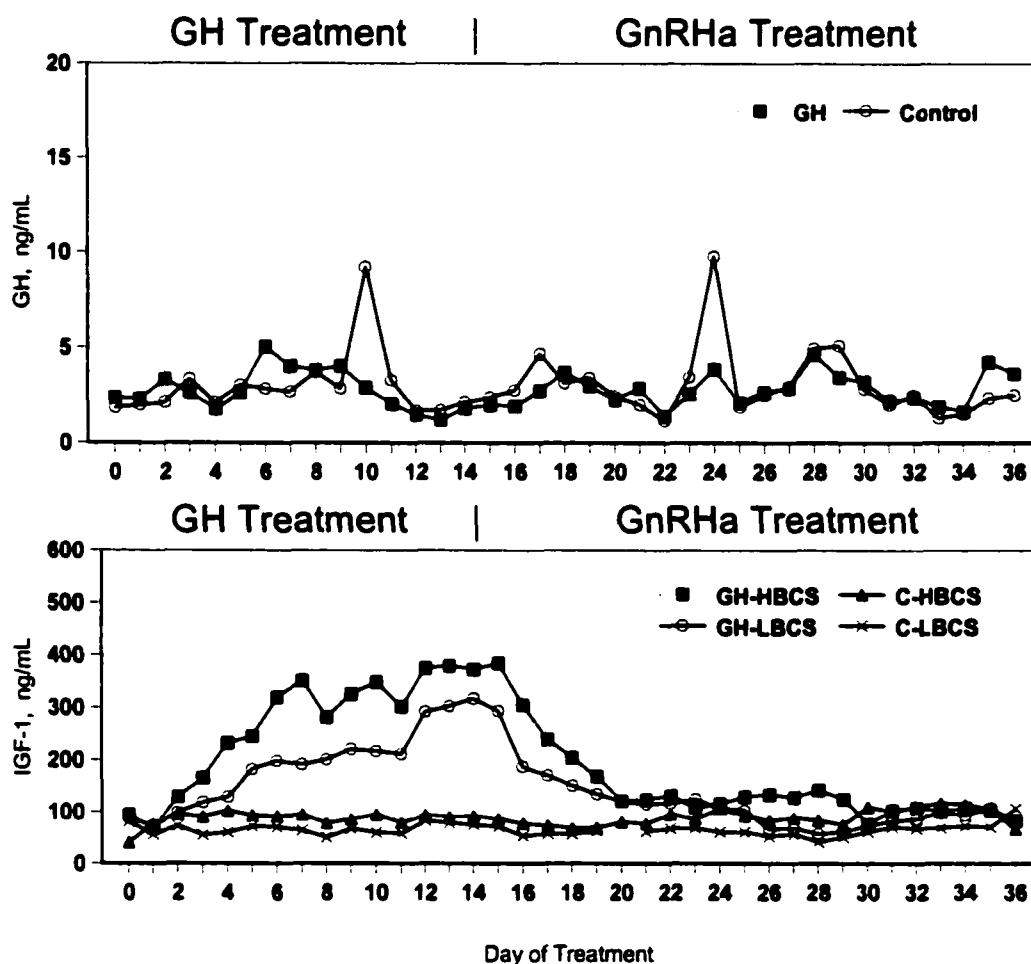 GH Treatment | GnRHa Treatment
20
15
10
5
0
GH, ng/mL
GH Control
0 2 4 6 8 10 12 14 16 18 20 22 24 26 28 30 32 34 36
GH Treatment | GnRHa Treatment
600
500
400
300
200
100
0
IGF-1, ng/mL
GH-HBCS C-HBCS
GH-LBCS C-LBCS
0 2 4 6 8 10 12 14 16 18 20 22 24 26 28 30 32 34 36
Day of Treatment